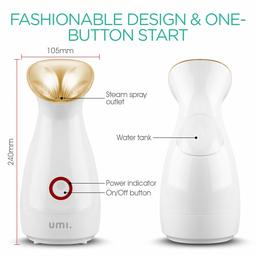 FASHIONABLE DESIGN & ONE-
BUTTON START
105mm
Steam spray
outlet
Water tank
240mm
umi.
Power indicator
On/Off button